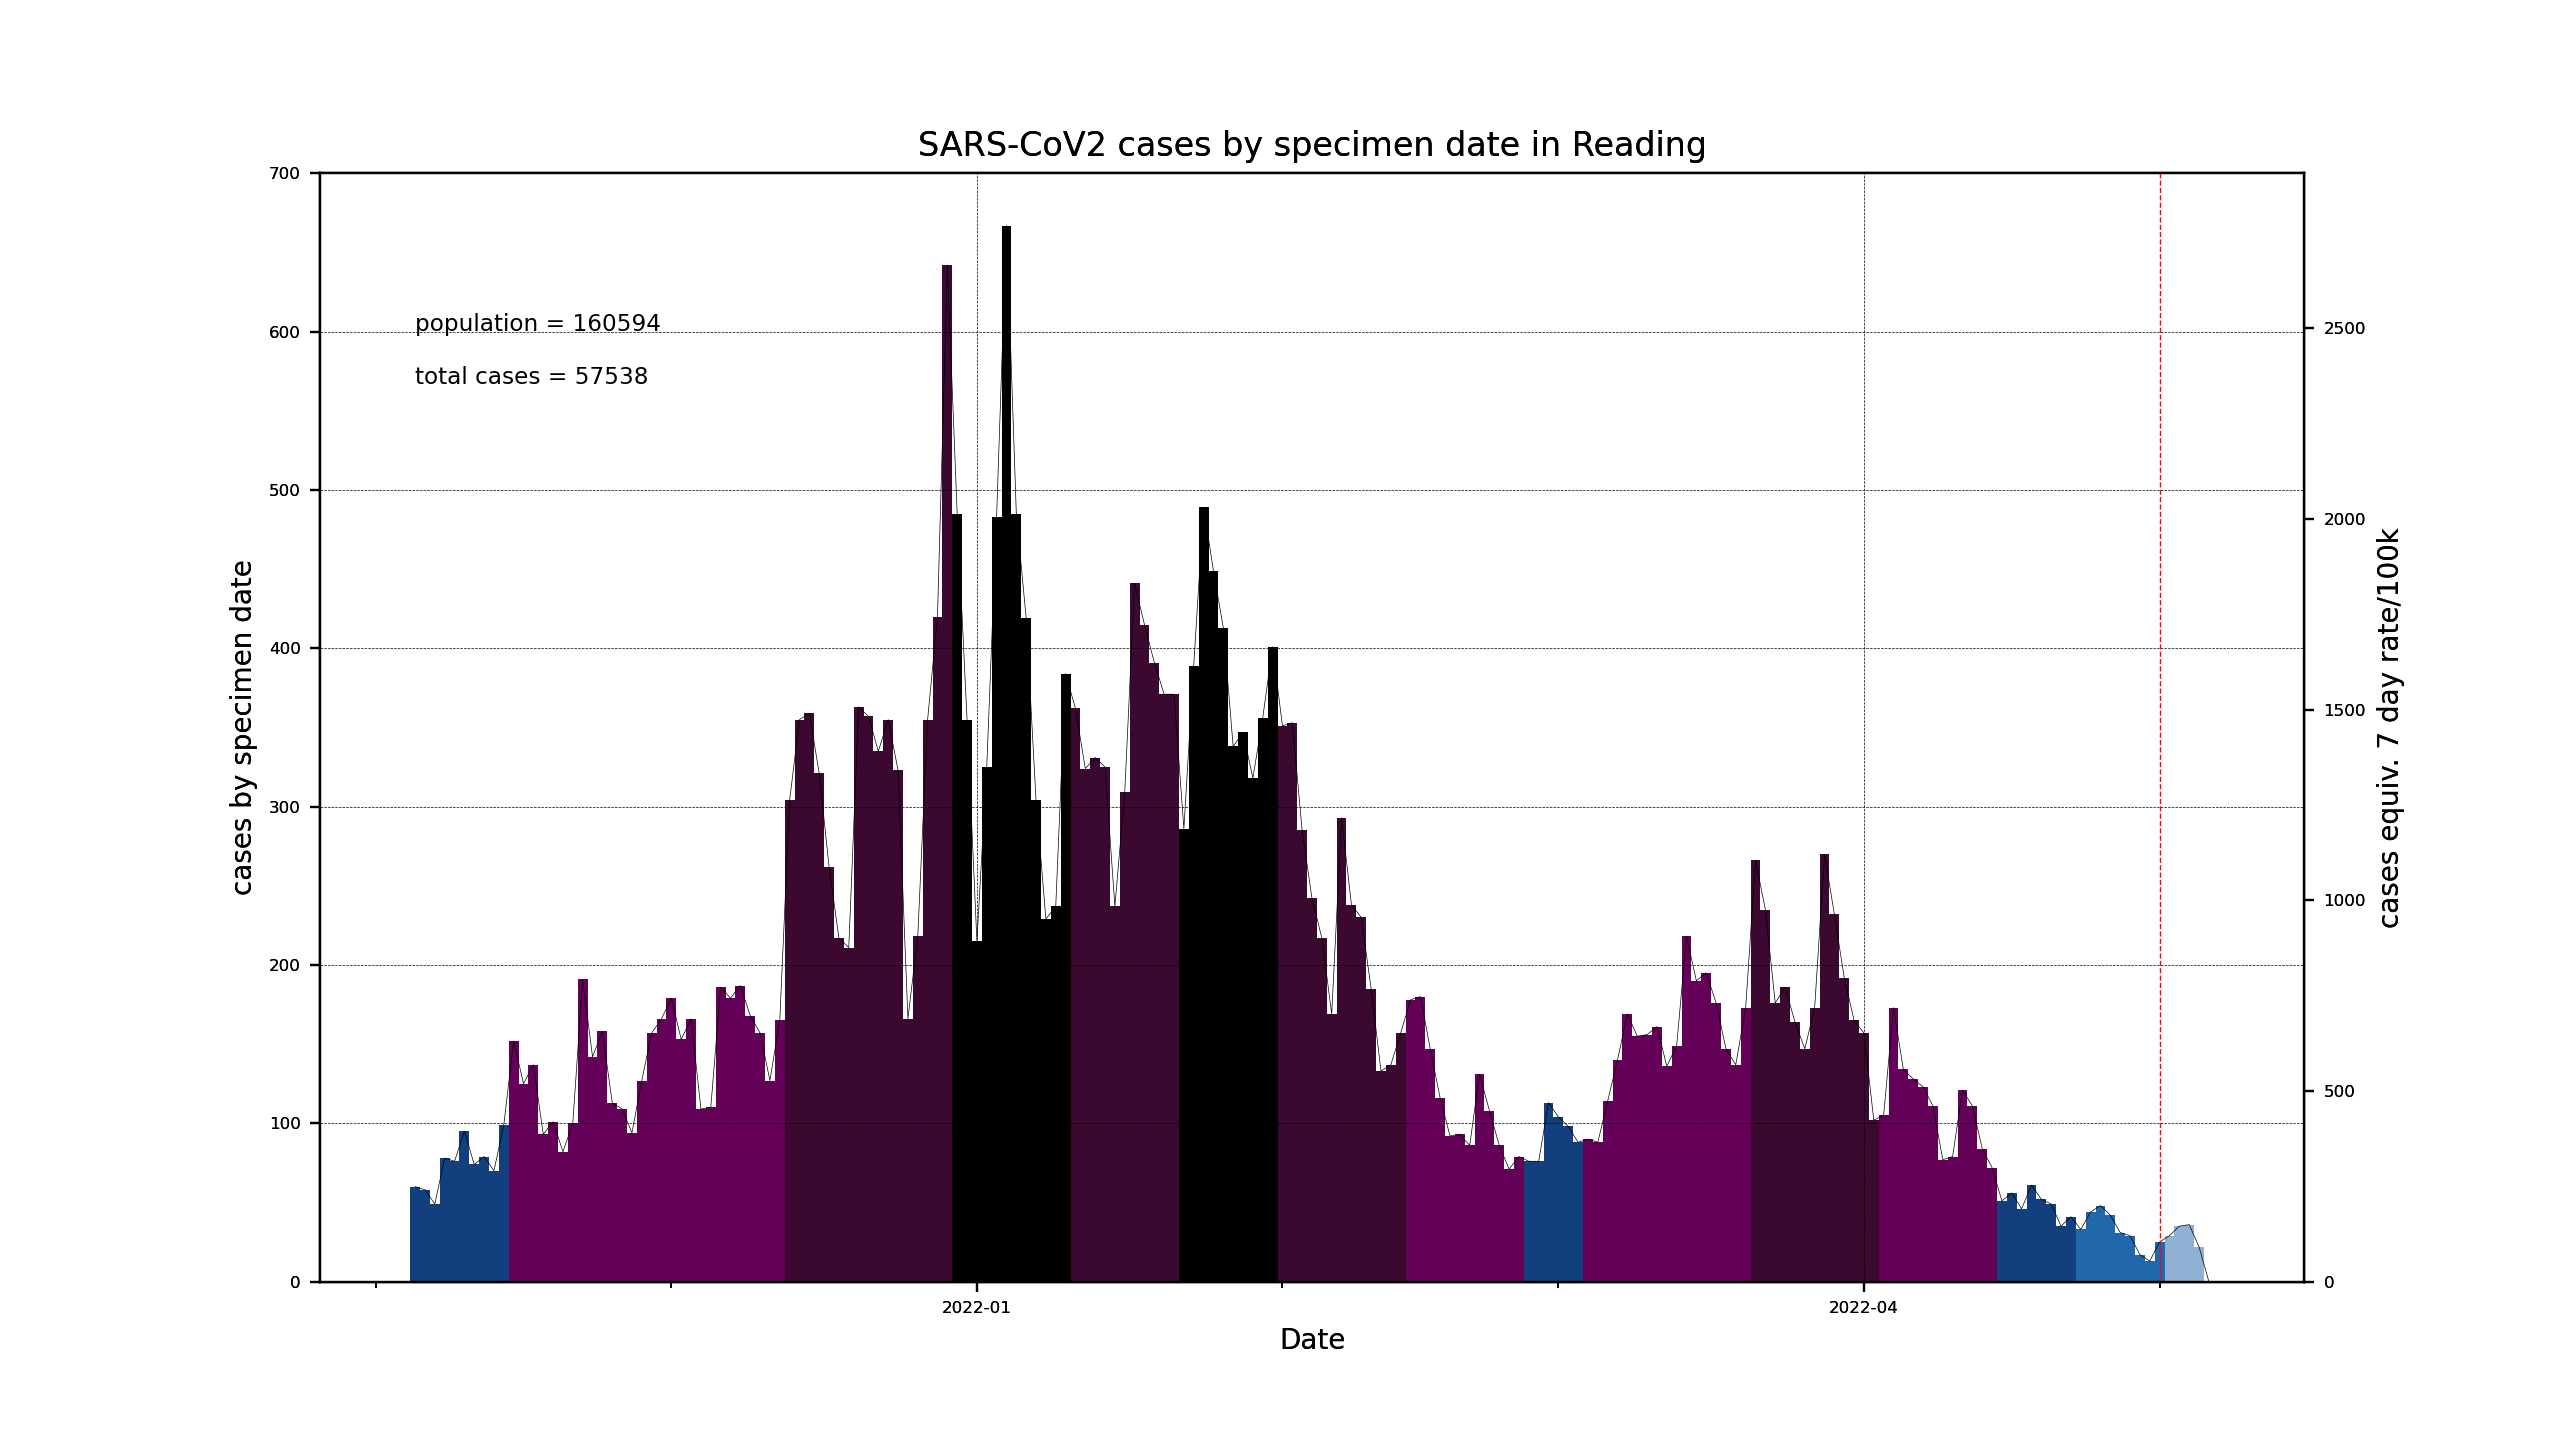 SARS-CoV2 cases by specimen date in Reading
population = 160594
total cases = 57538
cases by specimen date
700
600
500
400
300
200
100
0
2500
2000
1500
1000
500
0
cases equiv. 7 day rate/100k
2022-01
2022-04
Date